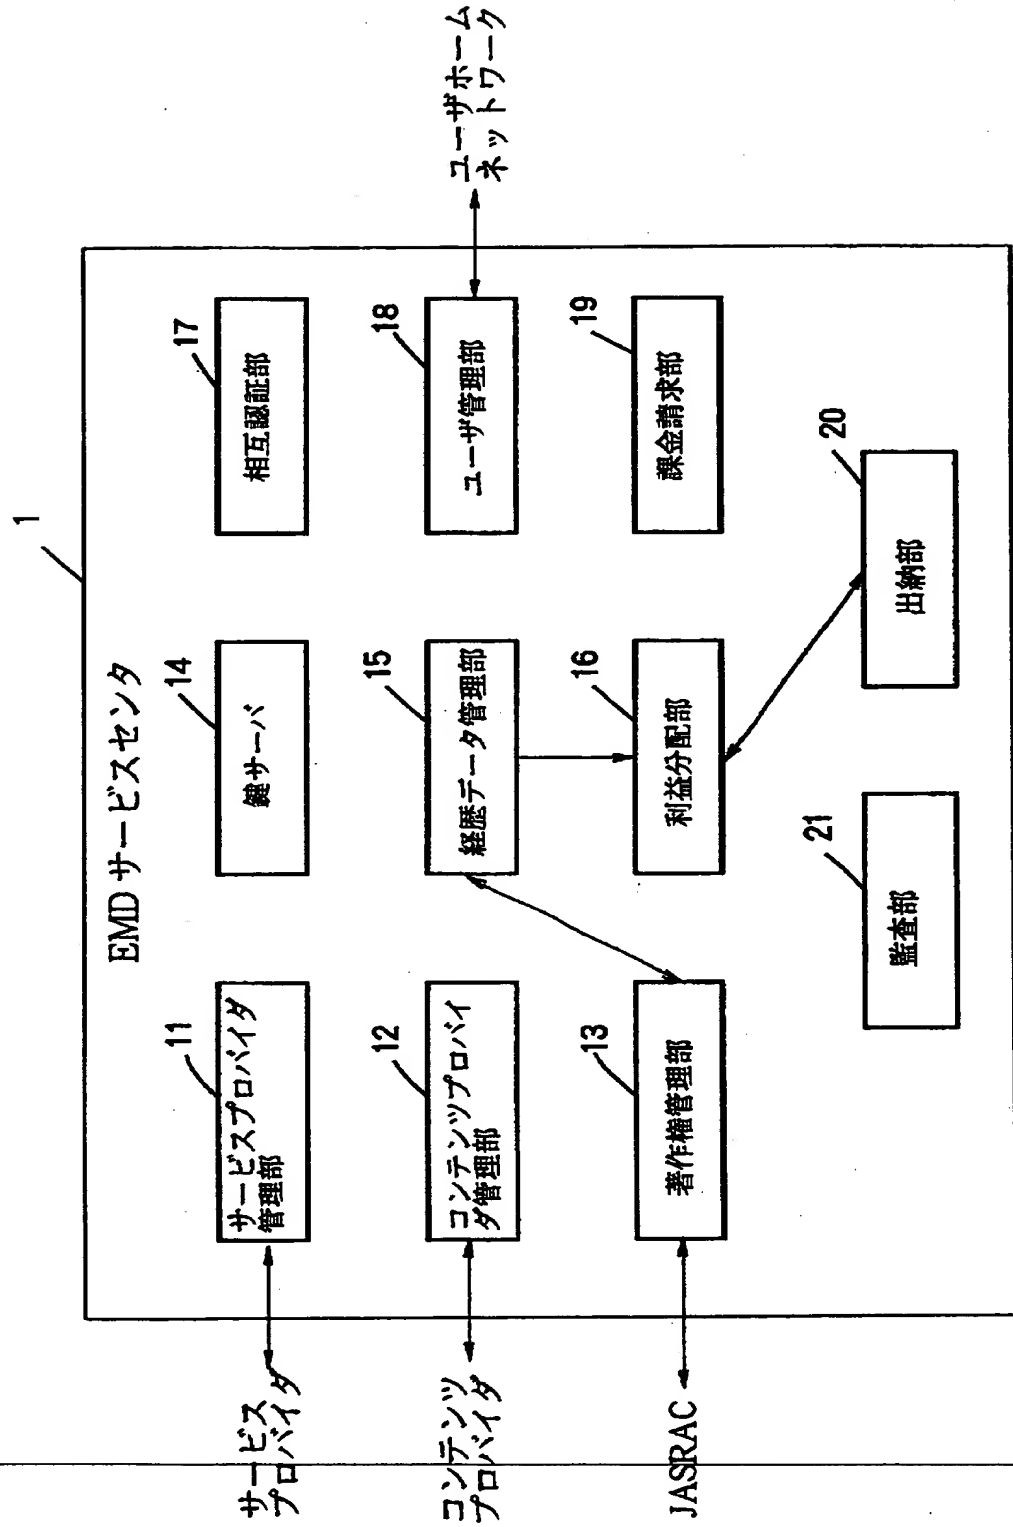 1
EMD サービスセンタ
サービス
プロバイダ
11
サービスプロバイダ
管理部
14
鍵サーバ
17
相互認証部
コンテンツ
プロバイダ
12
コンテンツプロバイ
ダ管理部
15
経歴データ管理部
18
ユーザ管理部
ユーザホーム
ネットワーク
JASRAC
13
著作権管理部
16
利益分配部
19
課金請求部
21
監査部
20
出納部